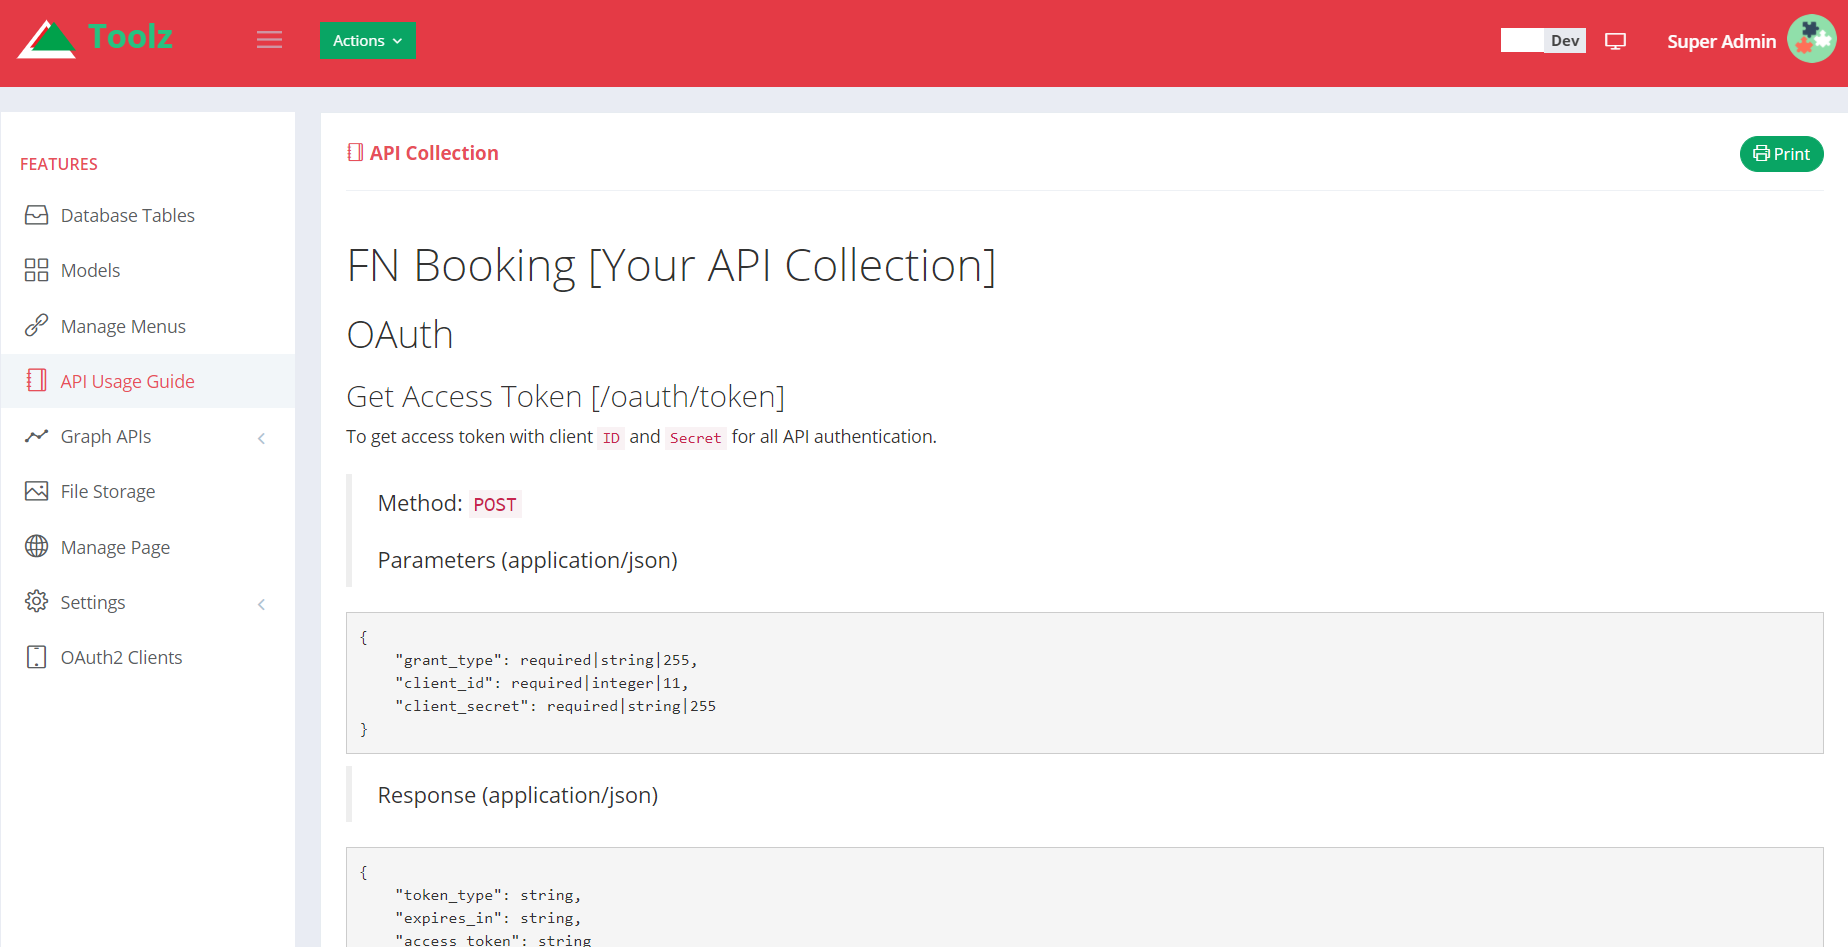 Toolz
Actions
Dev
Super Admin
FEATURES
Database Tables
Models
Manage Menus
API Usage Guide
Graph APIs
File Storage
Manage Page
Settings
OAuth2 Clients
API Collection
Print
FN Booking [Your API Collection]
OAuth
Get Access Token [/oauth/token]
To get access token with client ID and Secret for all API authentication.
Method: POST
Parameters (application/json)
{
    "grant_type": required|string|255,
    "client_id": required|integer|11,
    "client_secret": required|string|255
}
Response (application/json)
{
    "token_type": string,
    "expires_in": string,
    "access_token": string